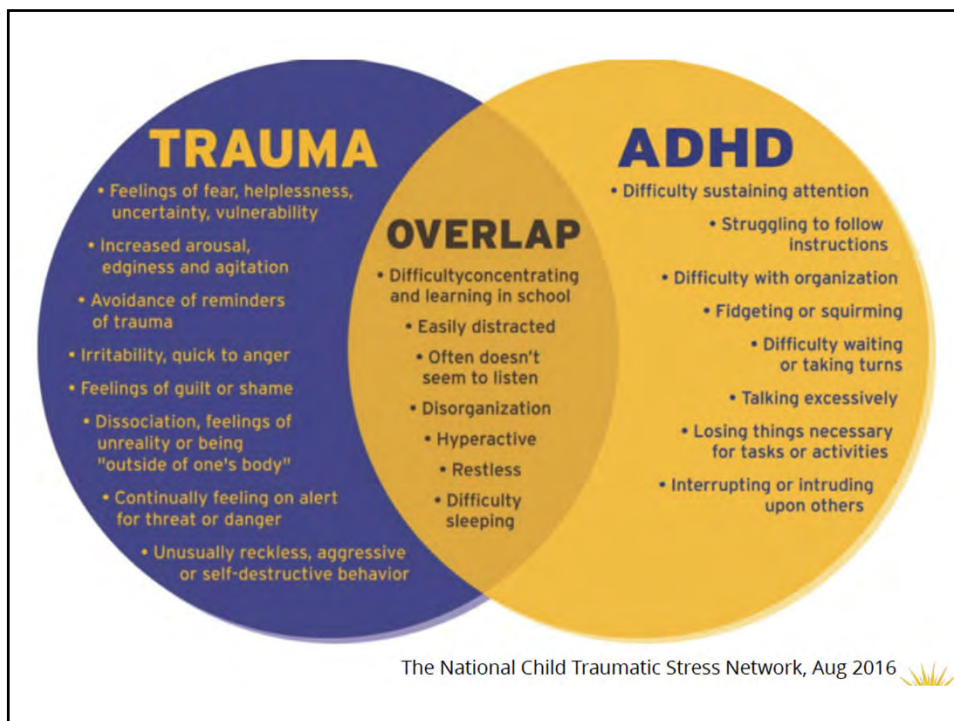 TRAUMA
• Feelings of fear, helplessness,
uncertainty, vulnerability
• Increased arousal,
edginess and agitation
• Avoidance of reminders
of trauma
• Irritability, quick to anger
• Feelings of guilt or shame
• Dissociation, feelings of
unreality or being
"outside of one's body"
• Continually feeling on alert
for threat or danger
• Unusually reckless, aggressive
or self-destructive behavior
OVERLAP
• Difficultyconcentrating
and learning in school
• Easily distracted
• Often doesn't
seem to listen
• Disorganization
• Hyperactive
• Restless
• Difficulty
sleeping
ADHD
• Difficulty sustaining attention
• Struggling to follow
instructions
• Difficulty with organization
• Fidgeting or squirming
• Difficulty waiting
or taking turns
• Talking excessively
• Losing things necessary
for tasks or activities
• Interrupting or intruding
upon others
The National Child Traumatic Stress Network, Aug 2016